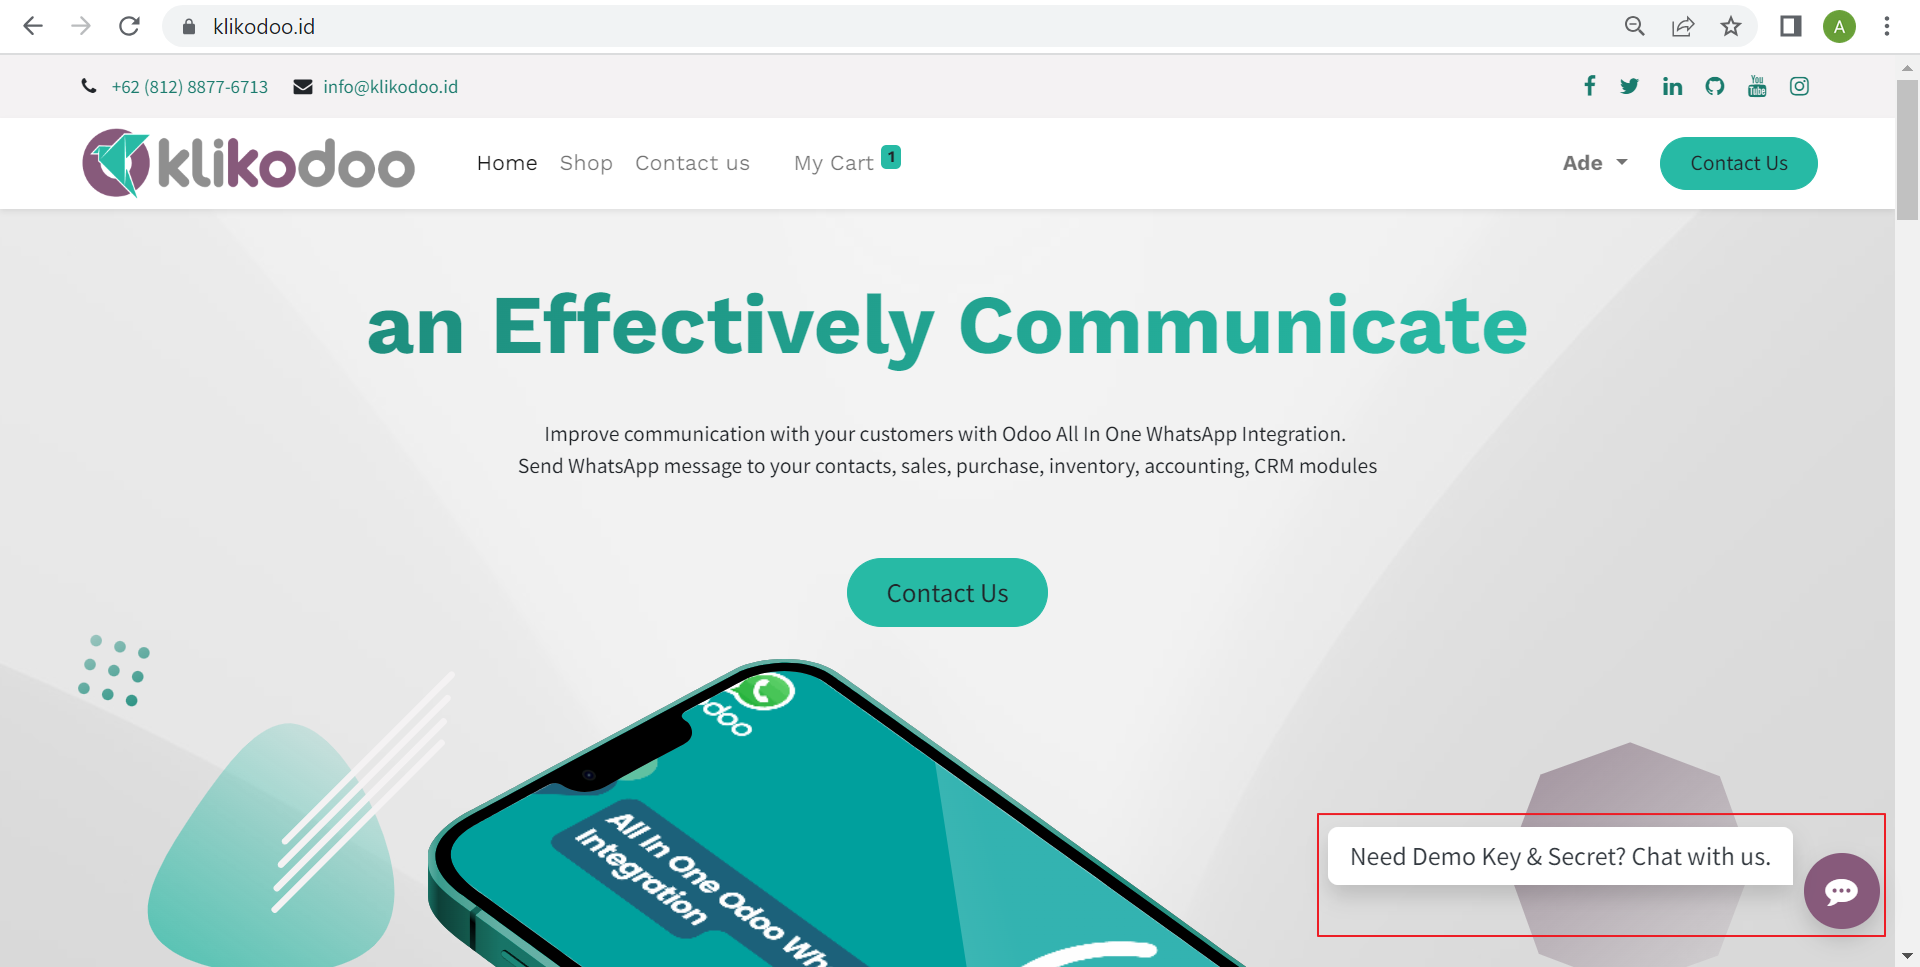 klikodoo.id
A
+62 (812) 8877-6713 info@klikodoo.id
You
Tube
klikodoo Home Shop Contact us My Cart 1 Ade Contact Us
an Effectively Communicate
Improve communication with your customers with Odoo All In One WhatsApp Integration.
Send WhatsApp message to your contacts, sales, purchase, inventory, accounting, CRM modules
Contact Us
doo
All In One Odoo Wh
Integration
Need Demo Key & Secret? Chat with us.